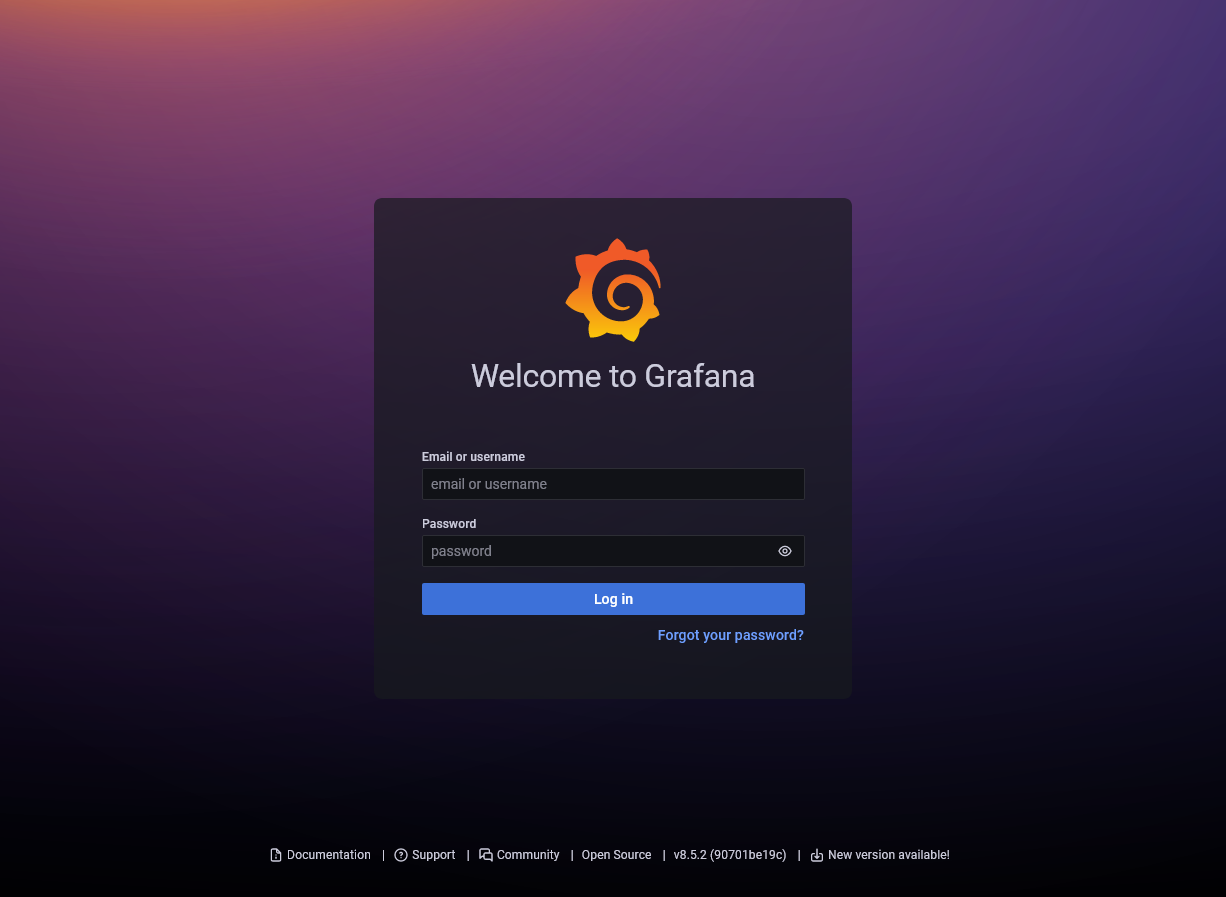 Welcome to Grafana
Email or username
email or username
Password
password
Log in
Forgot your password?
Documentation | Support | Community | Open Source | v8.5.2 (90701be19c) | New version available!